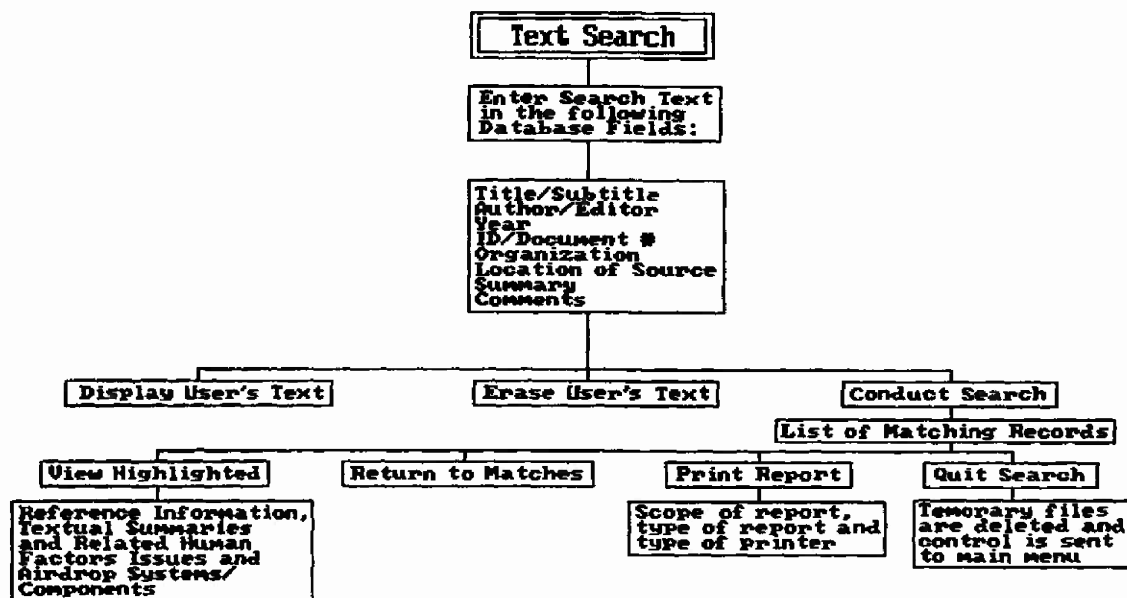 Text Search
Enter Search Text
in the following
Database Fields:
Title/Subtitle
Author/Editor
Year
ID/Document #
Organization
Location of Source
Summary
Comments
Display User's Text
Erase User's Text
Conduct Search
List of Matching Records
View Highlighted
Return to Matches
Print Report
Quit Search
Reference Information,
Textual Summaries
and Related Human
Factors Issues and
Airdrop Systems/
Components
Scope of report,
type of report and
type of printer
Temorary files
are deleted and
control is sent
to main menu